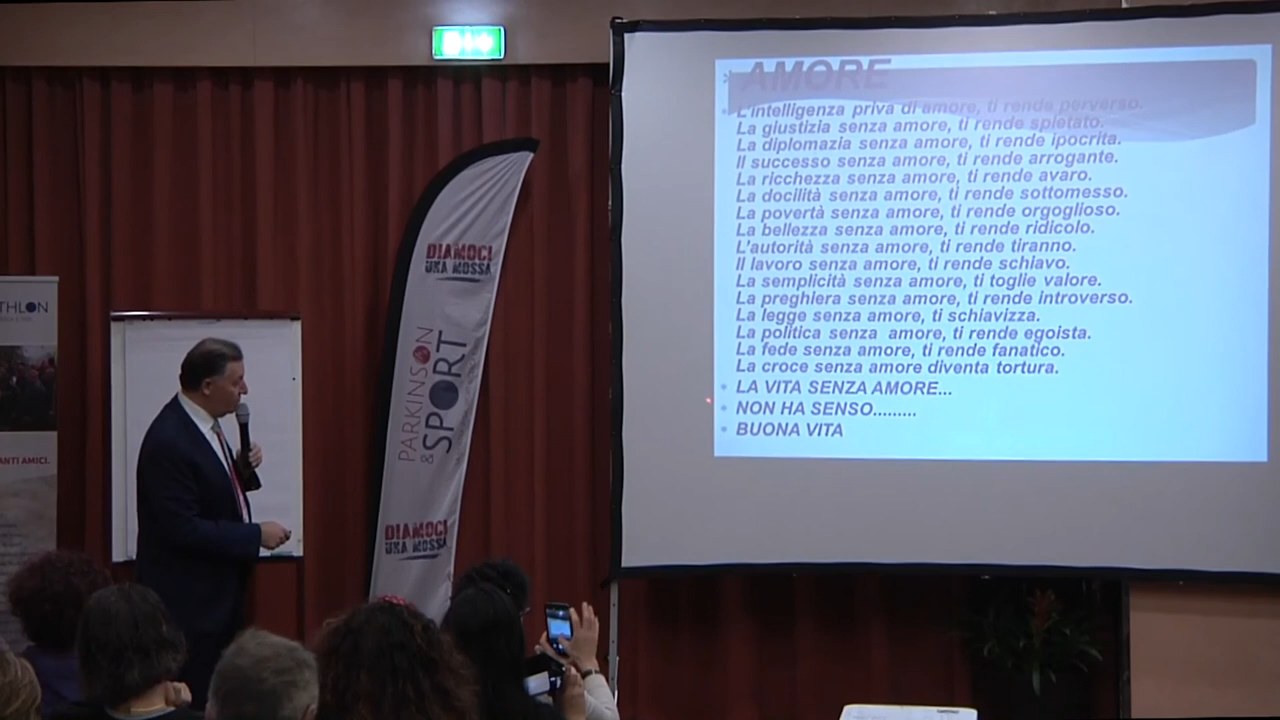 AMORE
L'intelligenza priva di amore, ti rende perverso.
La giustizia senza amore, ti rende spietato.
La diplomazia senza amore, ti rende ipocrita.
Il successo senza amore, ti rende arrogante.
La ricchezza senza amore, ti rende avaro.
La docilità senza amore, ti rende sottomesso.
La povertà senza amore, ti rende orgoglioso.
La bellezza senza amore, ti rende ridicolo.
L'autorità senza amore, ti rende tiranno.
Il lavoro senza amore, ti rende schiavo.
La semplicità senza amore, ti toglie valore.
La preghiera senza amore, ti rende introverso.
La legge senza amore, ti schiavizza.
La politica senza amore, ti rende egoista.
La fede senza amore, ti rende fanatico.
La croce senza amore diventa tortura.
LA VITA SENZA AMORE...
NON HA SENSO.........
BUONA VITA
DIAMOCI
UNA MOSSA
PARKINSON
& SPORT
DIAMOCI
UNA MOSSA
THLON
ANTI AMICI.